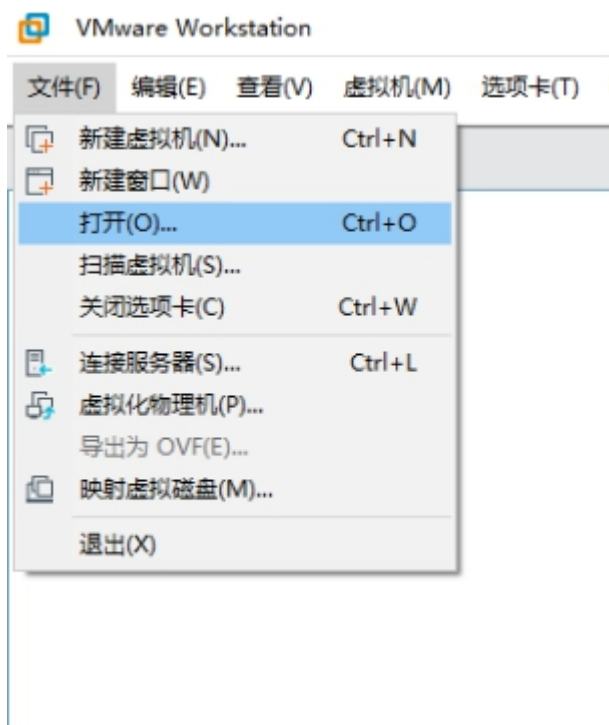 VMware Workstation
文件(F) 编辑(E) 查看(V) 虚拟机(M) 选项卡(T)
新建虚拟机(N)... Ctrl+N
新建窗口(W)
打开(O)... Ctrl+O
扫描虚拟机(S)...
关闭选项卡(C) Ctrl+W
连接服务器(S)... Ctrl+L
虚拟化物理机(P)...
导出为 OVF(E)...
映射虚拟磁盘(M)...
退出(X)